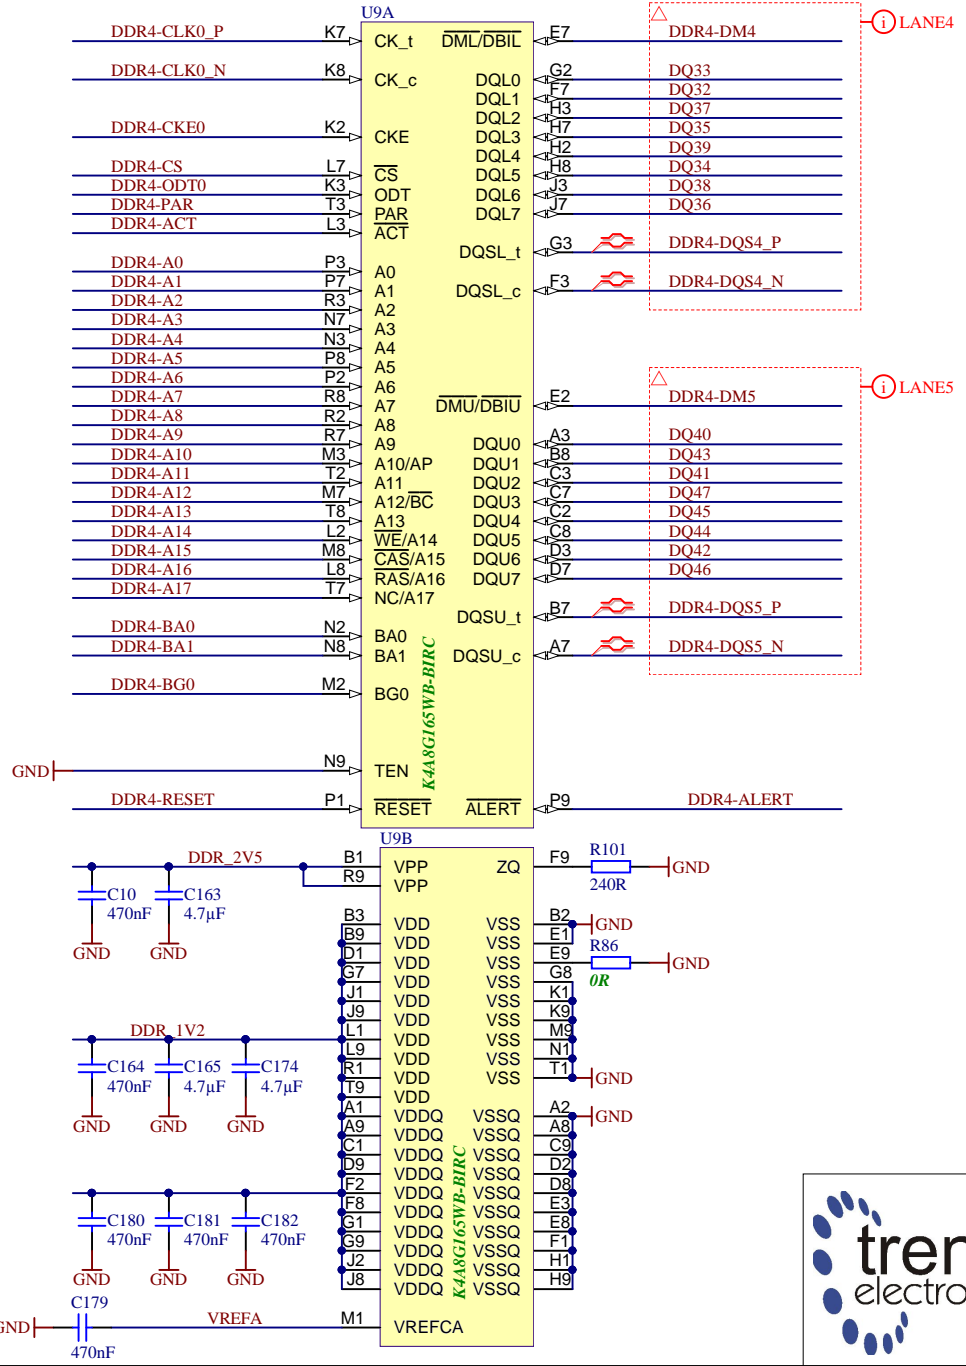 U9A
DDR4-CLK0_P K7 CK_t DML/DBIL E7 DDR4-DM4 i LANE4
DDR4-CLK0_N K8 CK_c DQL0 G2 DQ33
DQL1 F7 DQ32
DQL2 H3 DQ37
DDR4-CKE0 K2 CKE DQL3 H7 DQ35
DQL4 H2 DQ39
DDR4-CS L7 CS DQL5 H8 DQ34
DDR4-ODT0 K3 ODT DQL6 J3 DQ38
DDR4-PAR T3 PAR DQL7 J7 DQ36
DDR4-ACT L3 ACT
DQSL_t G3 DDR4-DQS4_P
DDR4-A0 P3 A0
DDR4-A1 P7 A1 DQSL_c F3 DDR4-DQS4_N
DDR4-A2 R3 A2
DDR4-A3 N7 A3
DDR4-A4 N3 A4
DDR4-A5 P8 A5
DDR4-A6 P2 A6 i LANE5
DDR4-A7 R8 A7 DMU/DBIU E2 DDR4-DM5
DDR4-A8 R2 A8
DDR4-A9 R7 A9 DQU0 A3 DQ40
DDR4-A10 M3 A10/AP DQU1 B8 DQ43
DDR4-A11 T2 A11 DQU2 C3 DQ41
DDR4-A12 M7 A12/BC DQU3 C7 DQ47
DDR4-A13 T8 A13 DQU4 C2 DQ45
DDR4-A14 L2 WE/A14 DQU5 C8 DQ44
DDR4-A15 M8 CAS/A15 DQU6 D3 DQ42
DDR4-A16 L8 RAS/A16 DQU7 D7 DQ46
DDR4-A17 T7 NC/A17
DQSU_t B7 DDR4-DQS5_P
DDR4-BA0 N2 BA0
DDR4-BA1 N8 BA1 DQSU_c A7 DDR4-DQS5_N
DDR4-BG0 M2 BG0
K4A8G165WB-BIRC
GND N9 TEN
DDR4-RESET P1 RESET ALERT P9 DDR4-ALERT
U9B
DDR_2V5 B1 VPP ZQ F9 R101 240R GND
R9 VPP
C10 470nF GND
C163 4.7µF GND
B3 VDD VSS B2 GND
B9 VDD VSS E1
D1 VDD VSS E9 R86 0R GND
G7 VDD VSS G8
J1 VDD VSS K1
J9 VDD VSS K9
DDR_1V2 L1 VDD VSS M9
L9 VDD VSS N1
R1 VDD VSS T1 GND
T9 VDD
C164 470nF GND
C165 4.7µF GND
C174 4.7µF GND
A1 VDDQ VSSQ A2 GND
A9 VDDQ VSSQ A8
C1 VDDQ VSSQ C9
D9 VDDQ VSSQ D2
F2 VDDQ VSSQ D8
F8 VDDQ VSSQ E3
G1 VDDQ VSSQ E8
G9 VDDQ VSSQ F1
J2 VDDQ VSSQ H1
J8 VDDQ VSSQ H9
C180 470nF GND
C181 470nF GND
C182 470nF GND
K4A8G165WB-BIRC
GND C179 470nF VREFA M1 VREFCA
tren
electro